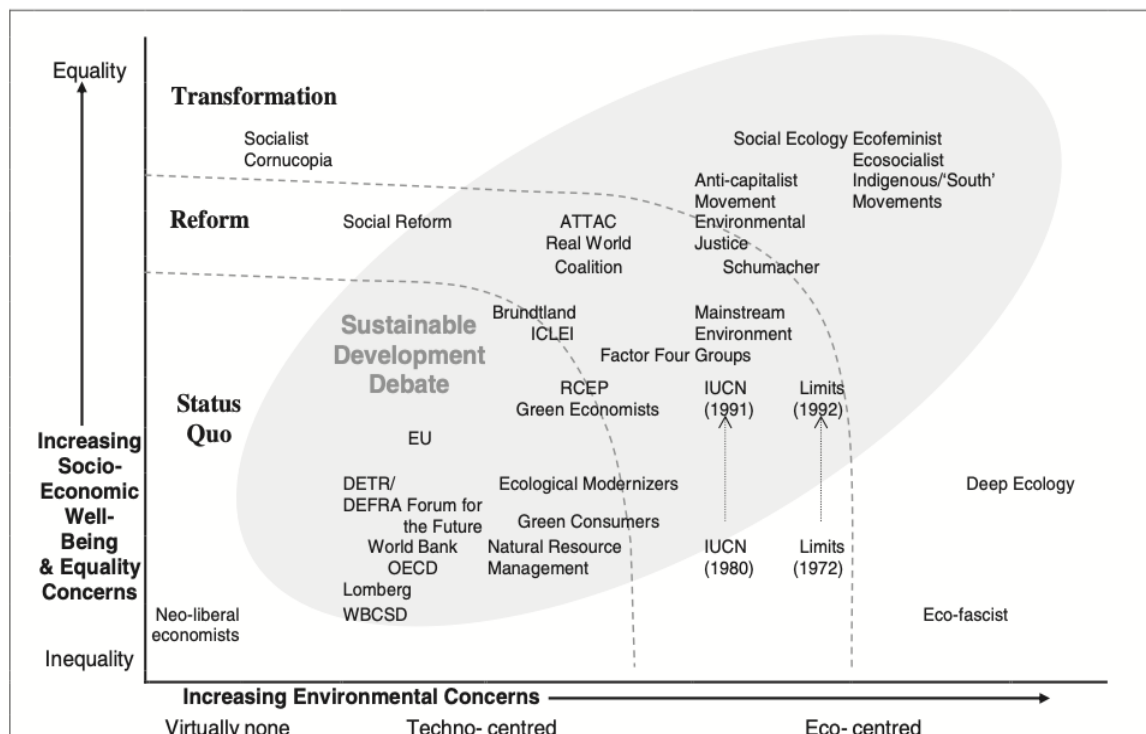 Equality
Transformation
Socialist
Cornucopia
Social Ecology Ecofeminist
Ecosocialist
Anti-capitalist Indigenous/‘South’
Movement Movements
Reform Social Reform ATTAC Environmental
Real World Justice
Coalition Schumacher
Brundtland Mainstream
Sustainable ICLEI Environment
Development
Debate Factor Four Groups
RCEP IUCN Limits
Status Green Economists (1991) (1992)
Quo
EU
Increasing
Socio-
Economic
Well-
Being
& Equality
Concerns
DETR/ Ecological Modernizers Deep Ecology
DEFRA Forum for Green Consumers
the Future
World Bank Natural Resource IUCN Limits
OECD Management (1980) (1972)
Lomberg
Neo-liberal WBCSD Eco-fascist
economists
Inequality
Increasing Environmental Concerns
Virtually none Techno- centred Eco- centred